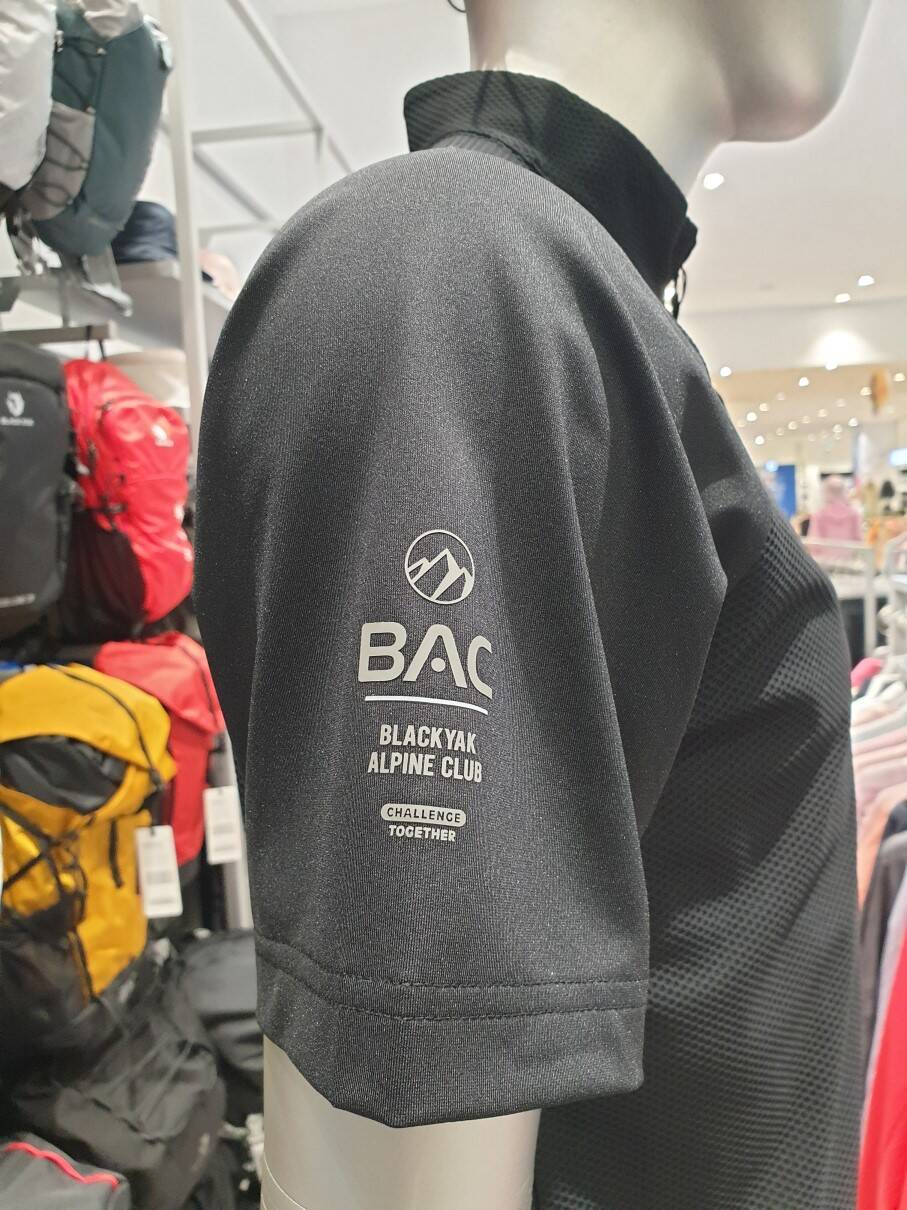 BAC
BLACKYAK
ALPINE CLUB
CHALLENGE
TOGETHER